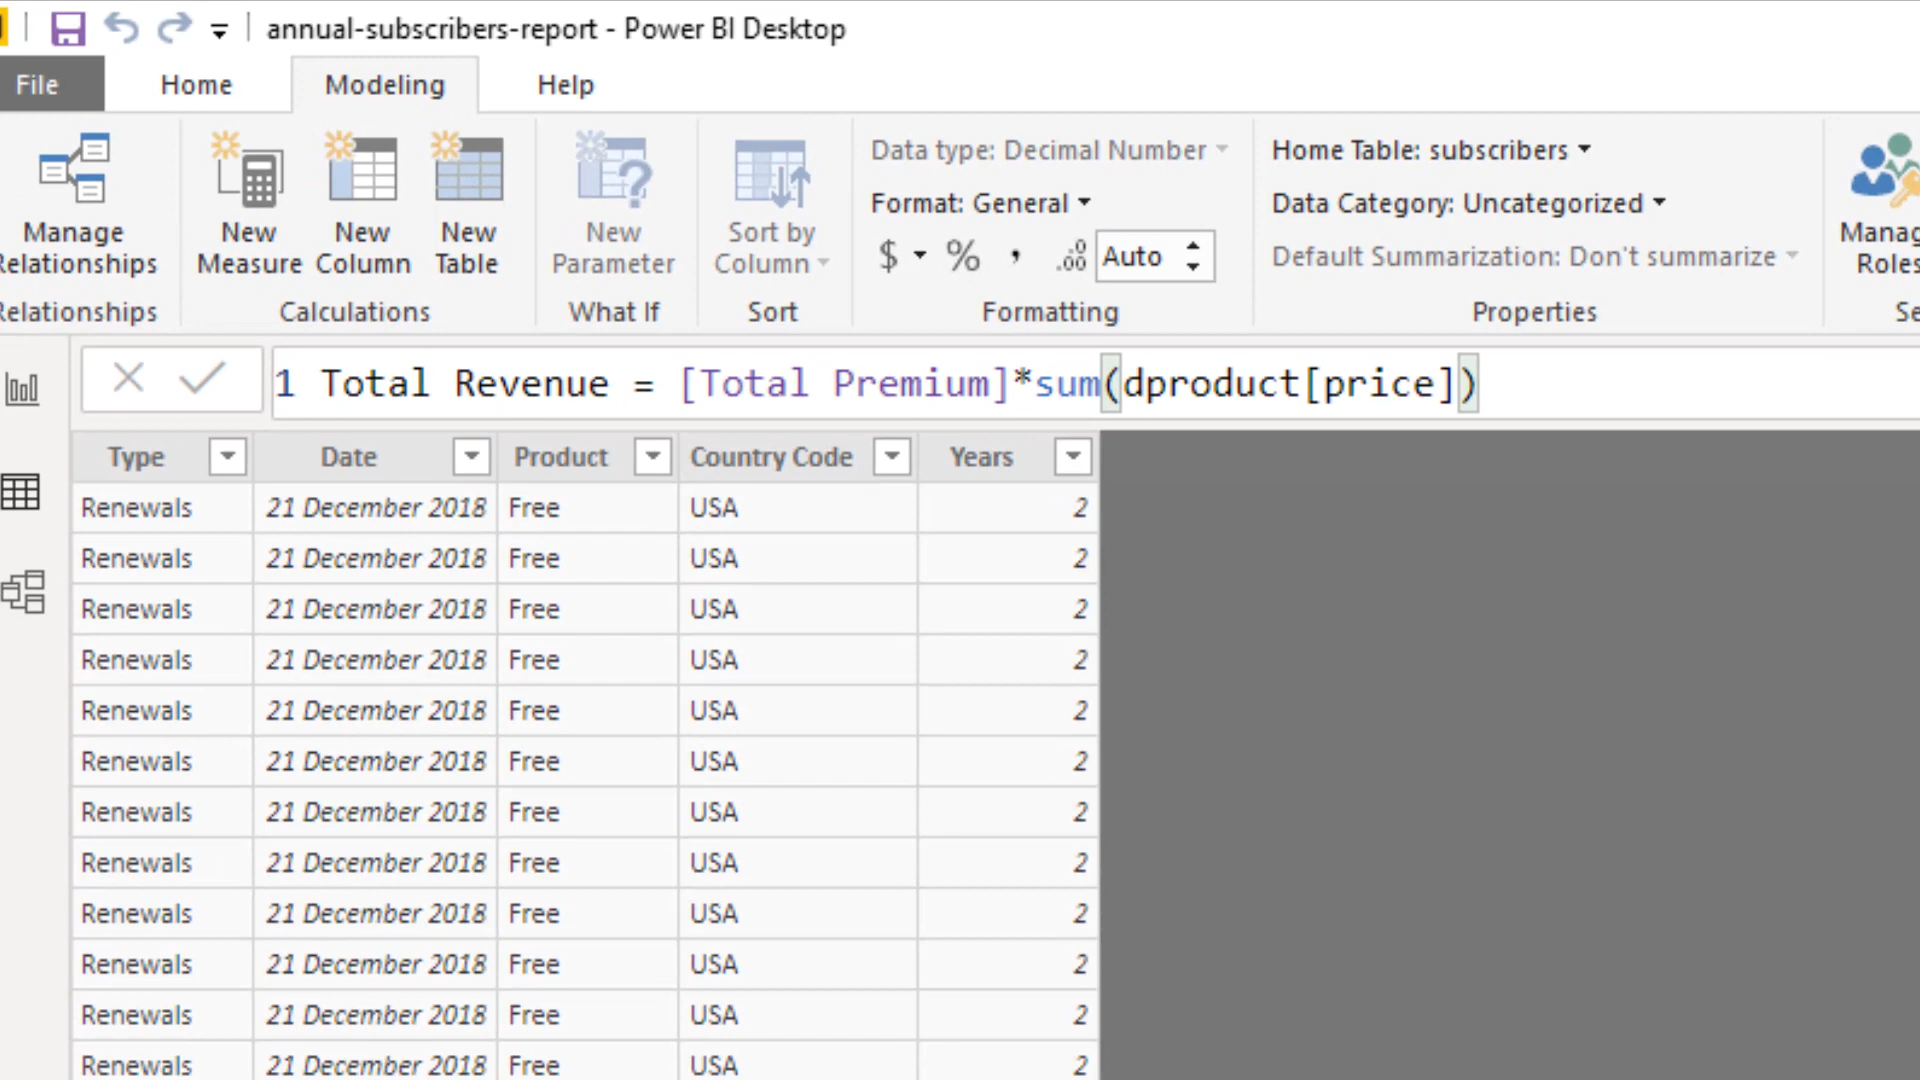 annual-subscribers-report - Power BI Desktop
File Home Modeling Help
Manage Relationships
New Measure
New Column
New Table
New Parameter
Sort by Column
Data type: Decimal Number
Format: General
$ % , .00 Auto
Home Table: subscribers
Data Category: Uncategorized
Default Summarization: Don't summarize
Manag
Roles
elationships Calculations What If Sort Formatting Properties Se
1 Total Revenue = [Total Premium]*sum(dproduct[price])
Type Date Product Country Code Years
Renewals 21 December 2018 Free USA 2
Renewals 21 December 2018 Free USA 2
Renewals 21 December 2018 Free USA 2
Renewals 21 December 2018 Free USA 2
Renewals 21 December 2018 Free USA 2
Renewals 21 December 2018 Free USA 2
Renewals 21 December 2018 Free USA 2
Renewals 21 December 2018 Free USA 2
Renewals 21 December 2018 Free USA 2
Renewals 21 December 2018 Free USA 2
Renewals 21 December 2018 Free USA 2
Renewals 21 December 2018 Free USA 2